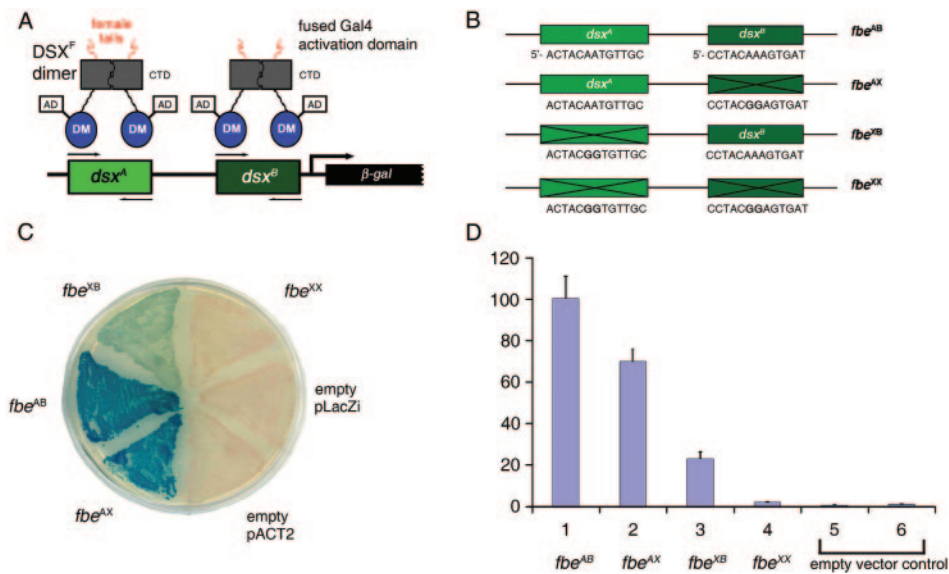 A
female
tails
fused Gal4
activation domain
DSXF
dimer
CTD
CTD
AD
AD
AD
AD
DM
DM
DM
DM
dsxA
dsxB
β-gal
B
dsxA
dsxB
fbeAB
5'- ACTACAATGTTGC
5'- CCTACAAAGTGAT
dsxA
fbeAX
ACTACAATGTTGC
CCTACGGAGTGAT
dsxB
fbeXB
ACTACGGTGTTGC
CCTACAAAGTGAT
fbeXX
ACTACGGTGTTGC
CCTACGGAGTGAT
C
fbeXB
fbeXX
fbeAB
empty
pLacZi
fbeAX
empty
pACT2
D
120
100
80
60
40
20
0
1
2
3
4
5
6
fbeAB
fbeAX
fbeXB
fbeXX
empty vector control